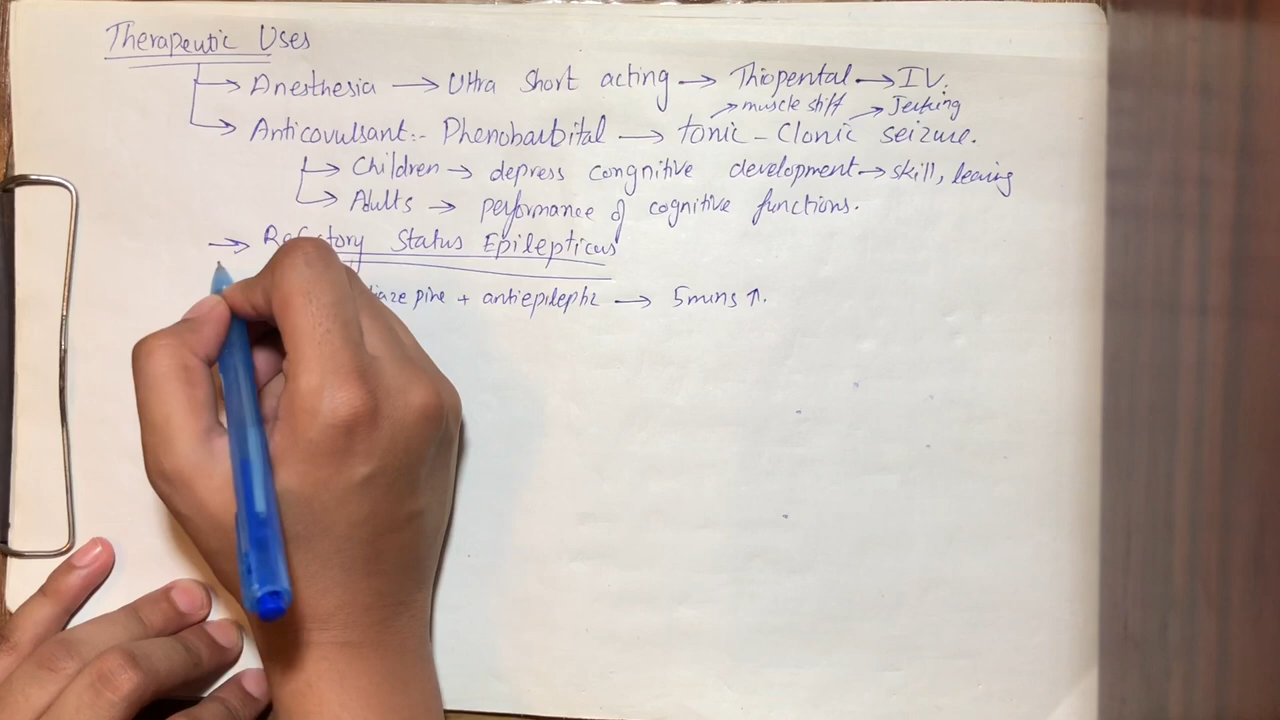 Therapeutic Uses
→ Anesthesia → Ultra Short acting → Thiopental → IV.
→ muscle stiff → Jerking
→ Anticovulsant:- Phenobarbital → tonic - Clonic seizure.
→ Children → depress congnitive development → skill, learing
→ Adults → performance of cognitive functions.
→ Status Epilepticus
+ antiepileptic → 5mins ↑.